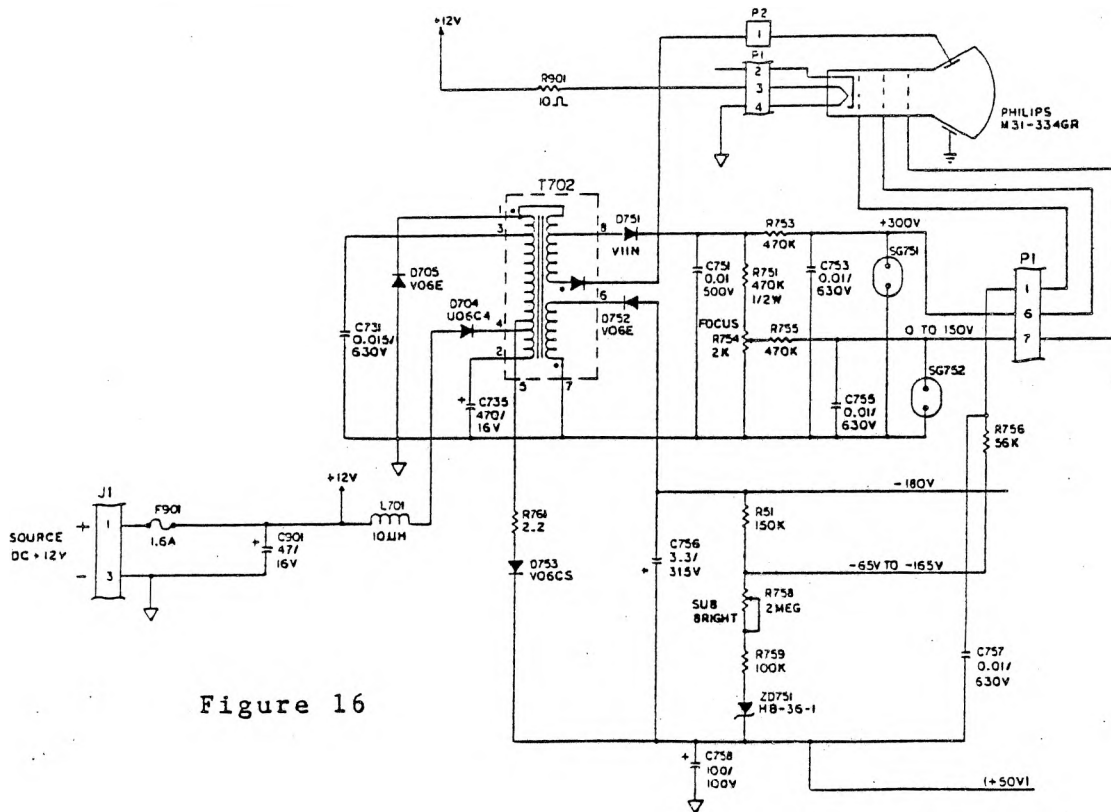 +12V
P2
1
P1
2
3
4
R901
10 Ω
PHILIPS
M31-334GR
T702
3
8
D751
V11N
R753
470K
+300V
SG751
P1
1
6
7
D705
V06E
C751
0.01
500V
R751
470K
1/2W
C753
0.01/
630V
D704
U06C4
4
6
D752
V06E
FOCUS
R754
2K
R755
470K
0 TO 150V
C731
0.015/
630V
2
5
7
C735
470/
16V
+
C755
0.01/
630V
SG752
R756
56K
J1
+12V
-180V
SOURCE
DC +12V
+
-
1
3
F901
1.6A
+
C901
47/
16V
L701
10UH
R761
2.2
R51
150K
D753
V06CS
C756
3.3/
315V
+
-65V TO -165V
SUB
BRIGHT
R758
2MEG
R759
100K
C757
0.01/
630V
ZD751
HB-36-1
Figure 16
+
C758
100/
100V
(+50V)